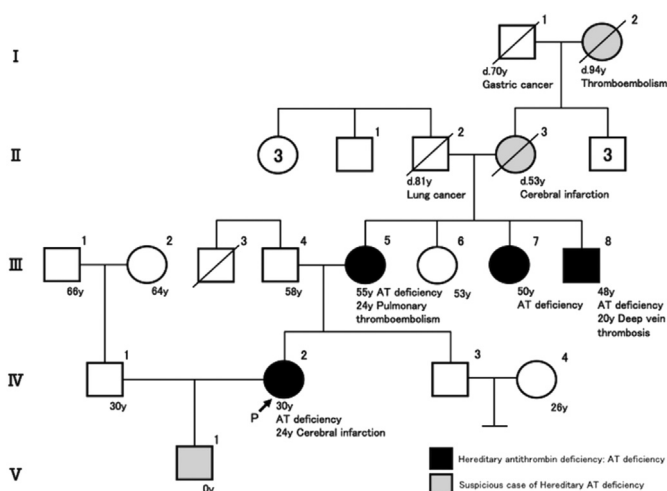 I
1
2
d.70y
Gastric cancer
d.94y
Thromboembolism
II
3
1
2
3
3
d.81y
Lung cancer
d.53y
Cerebral infarction
III
1
2
3
4
5
6
7
8
66y
64y
58y
55y AT deficiency
24y Pulmonary
thromboembolism
53y
50y
AT deficiency
48y
AT deficiency
20y Deep vein
thrombosis
IV
1
2
3
4
30y
P
30y
AT deficiency
24y Cerebral infarction
26y
V
1
0y
Hereditary antithrombin deficiency: AT deficiency
Suspicious case of Hereditary AT deficiency